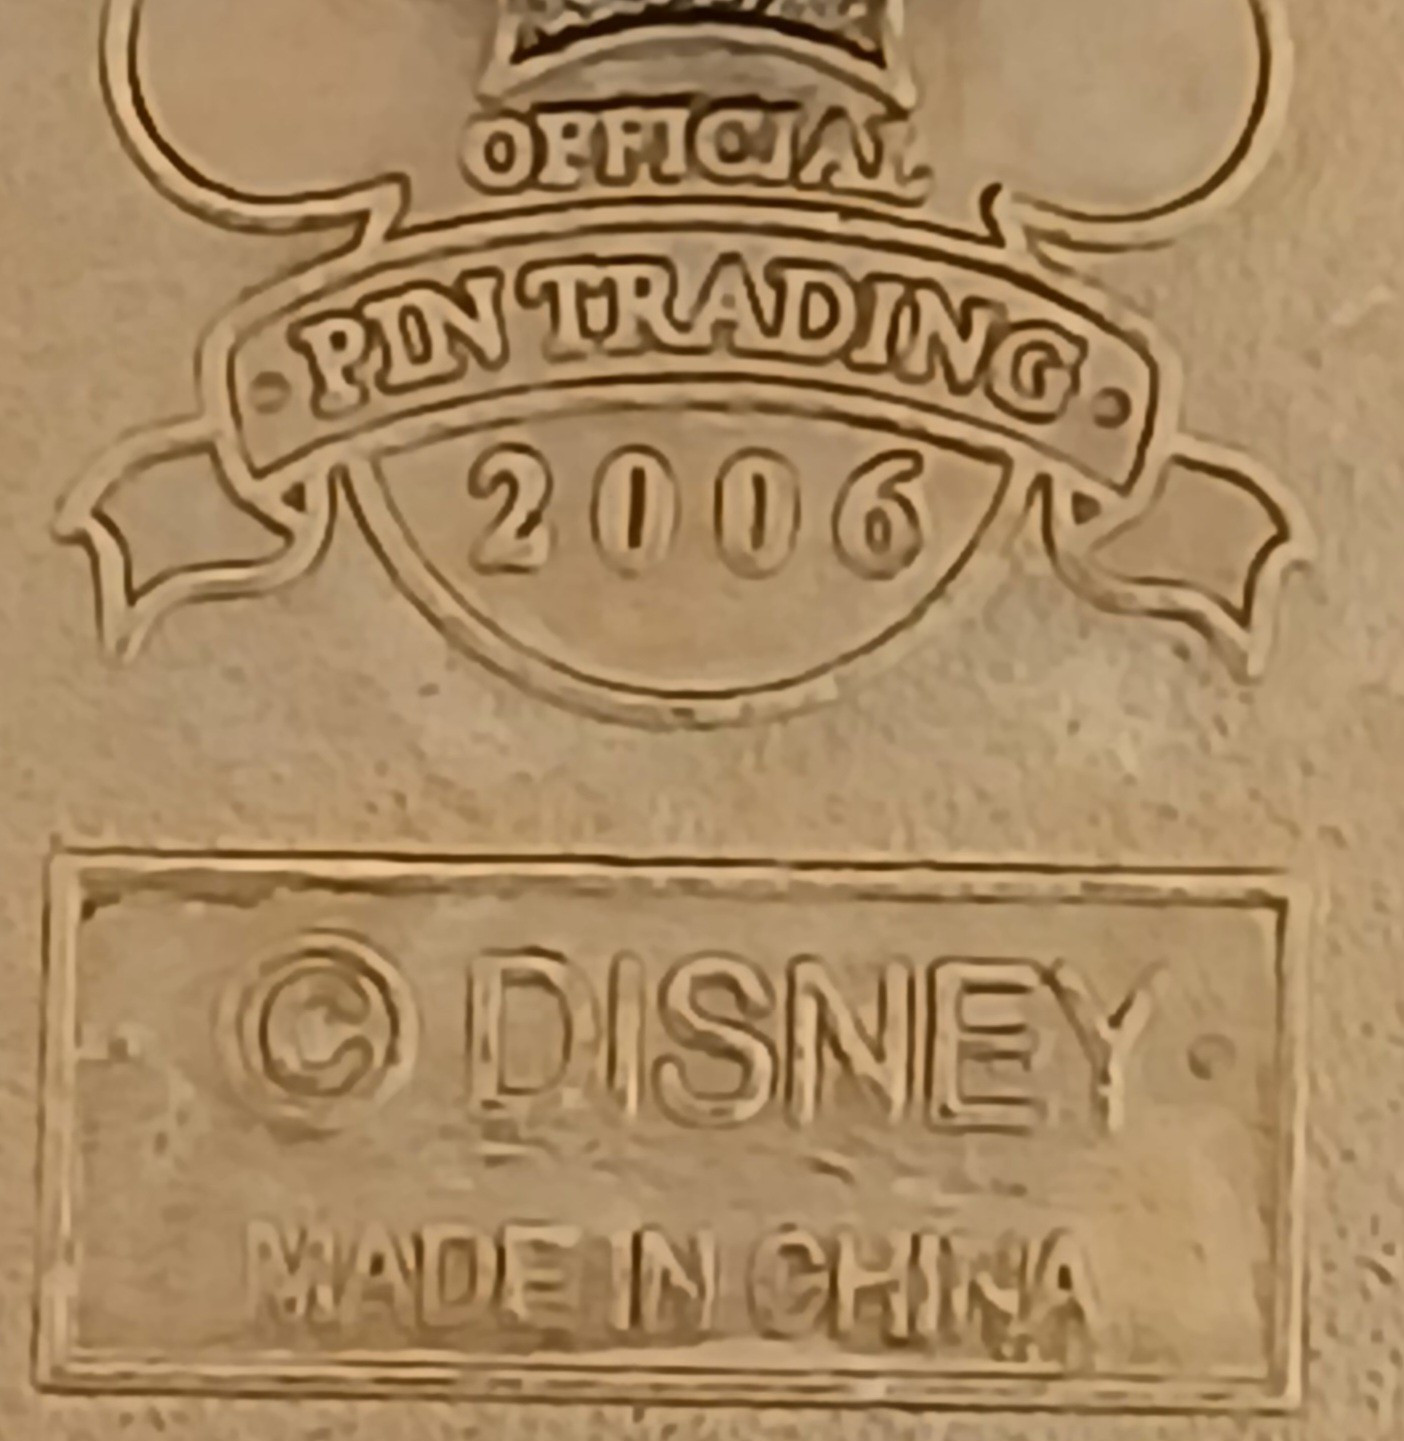 OFFICIAL
PIN TRADING
2006
© DISNEY
MADE IN CHINA